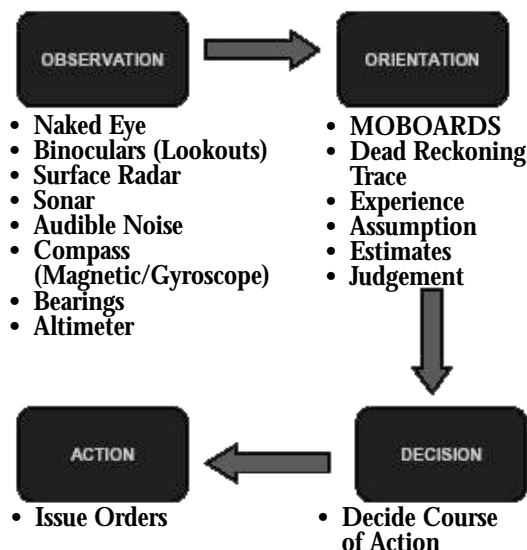 OBSERVATION
• Naked Eye
• Binoculars (Lookouts)
• Surface Radar
• Sonar
• Audible Noise
• Compass
(Magnetic/Gyroscope)
• Bearings
• Altimeter
ORIENTATION
• MOBOARDS
• Dead Reckoning
Trace
• Experience
• Assumption
• Estimates
• Judgement
DECISION
• Decide Course
of Action
ACTION
• Issue Orders